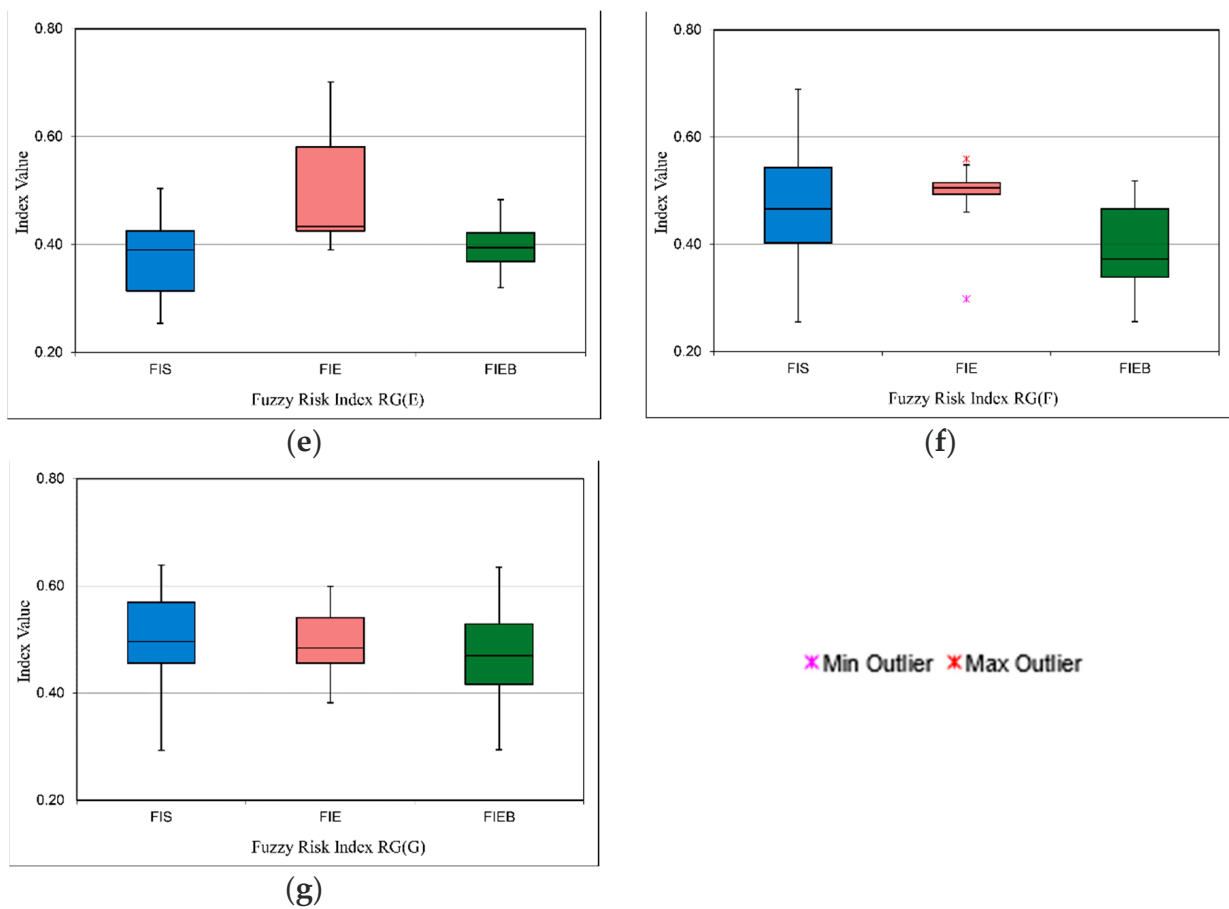 0.80
0.60
0.40
0.20
Index Value
FIS FIE FIEB
Fuzzy Risk Index RG(E)
(e)
0.80
0.60
0.40
0.20
Index Value
FIS FIE FIEB
Fuzzy Risk Index RG(F)
(f)
0.80
0.60
0.40
0.20
Index Value
FIS FIE FIEB
Fuzzy Risk Index RG(G)
(g)
Min Outlier Max Outlier